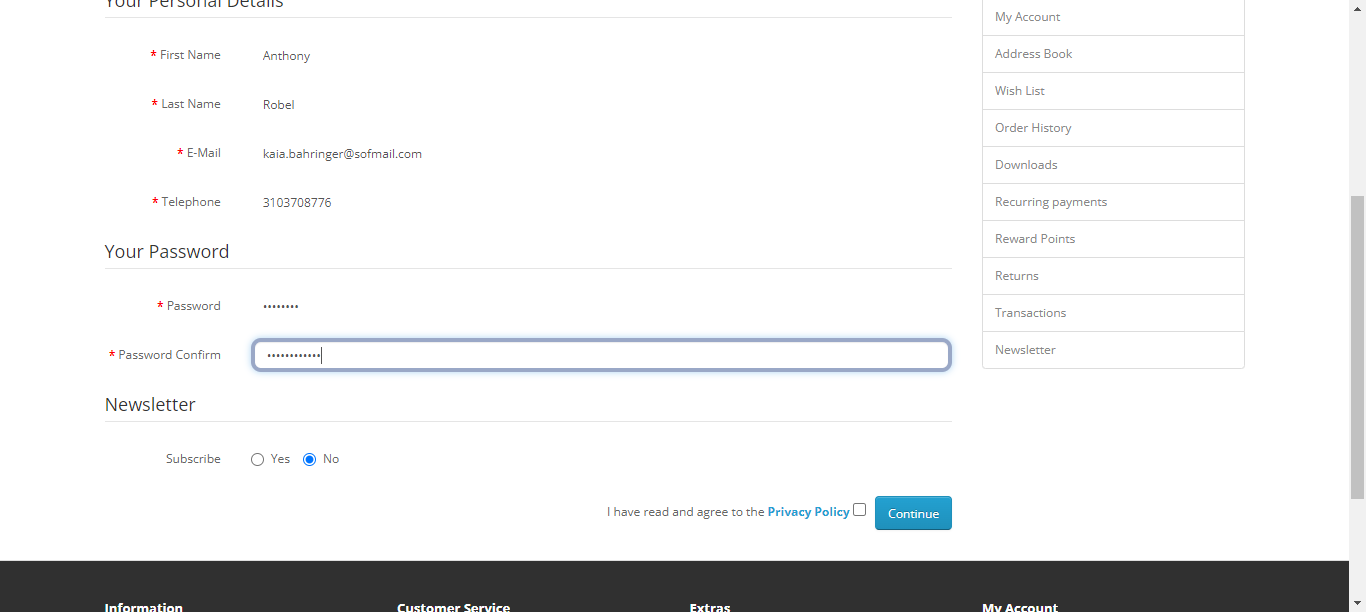 Your Personal Details
* First Name Anthony
* Last Name Robel
* E-Mail kaia.bahringer@sofmail.com
* Telephone 3103708776
Your Password
* Password ••••••••
* Password Confirm ••••••••••••
Newsletter
Subscribe Yes No
I have read and agree to the Privacy Policy Continue
My Account
Address Book
Wish List
Order History
Downloads
Recurring payments
Reward Points
Returns
Transactions
Newsletter
Information Customer Service Extras My Account